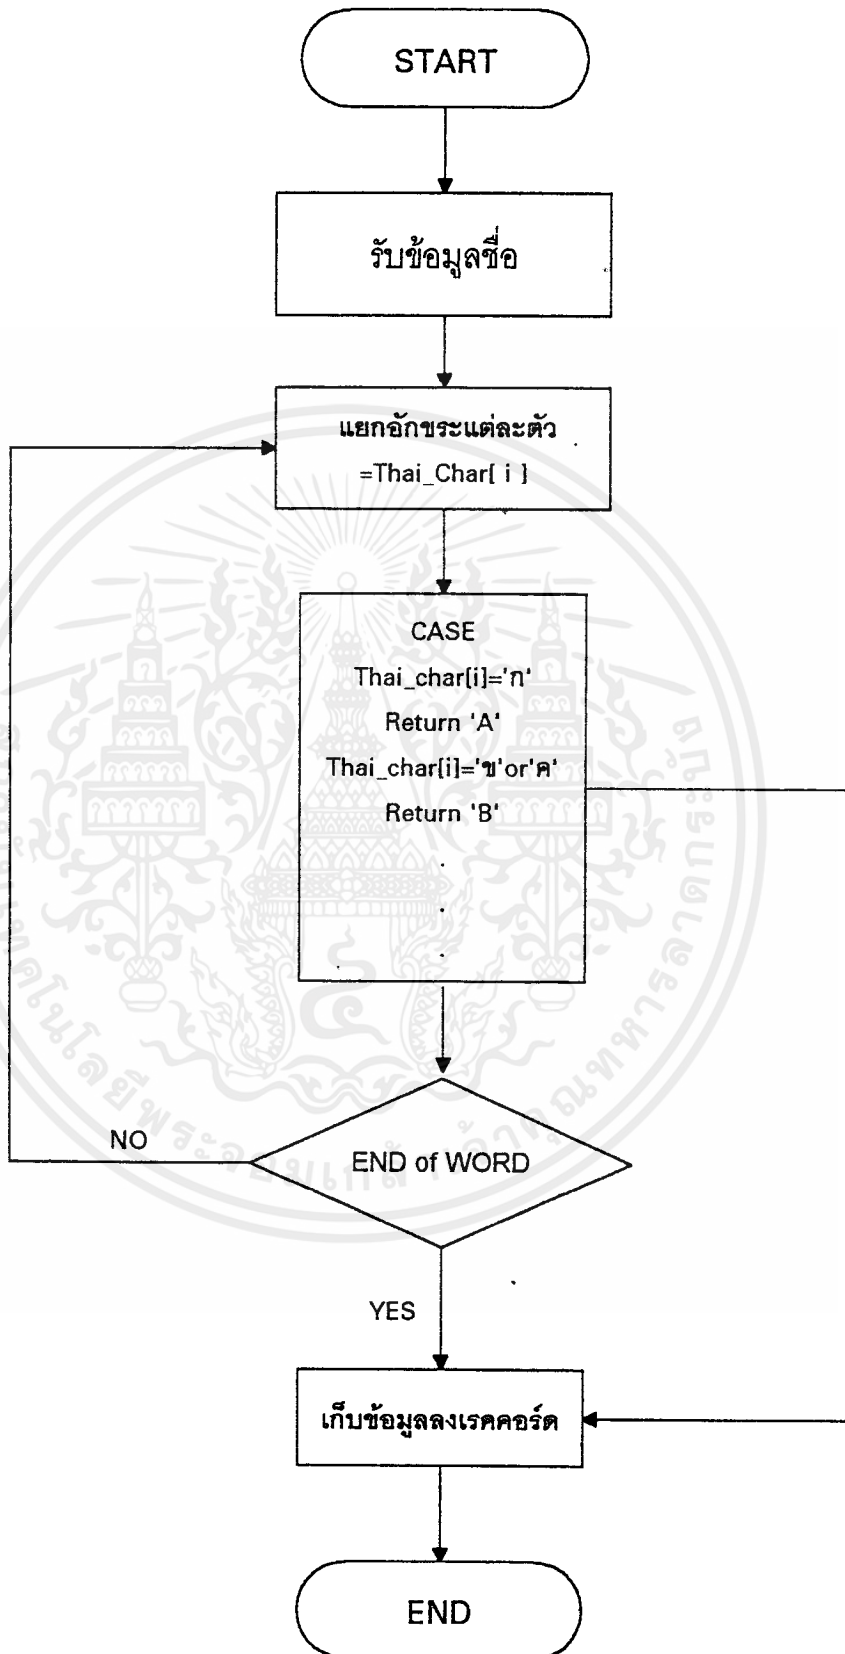 START
รับข้อมูลชื่อ
แยกอักขระแต่ละตัว
=Thai_Char[ i ]
CASE
Thai_char[i]='ก'
Return 'A'
Thai_char[i]='ข'or'ค'
Return 'B'
.
.
.
END of WORD
NO
YES
เก็บข้อมูลลงเรคคอร์ด
END